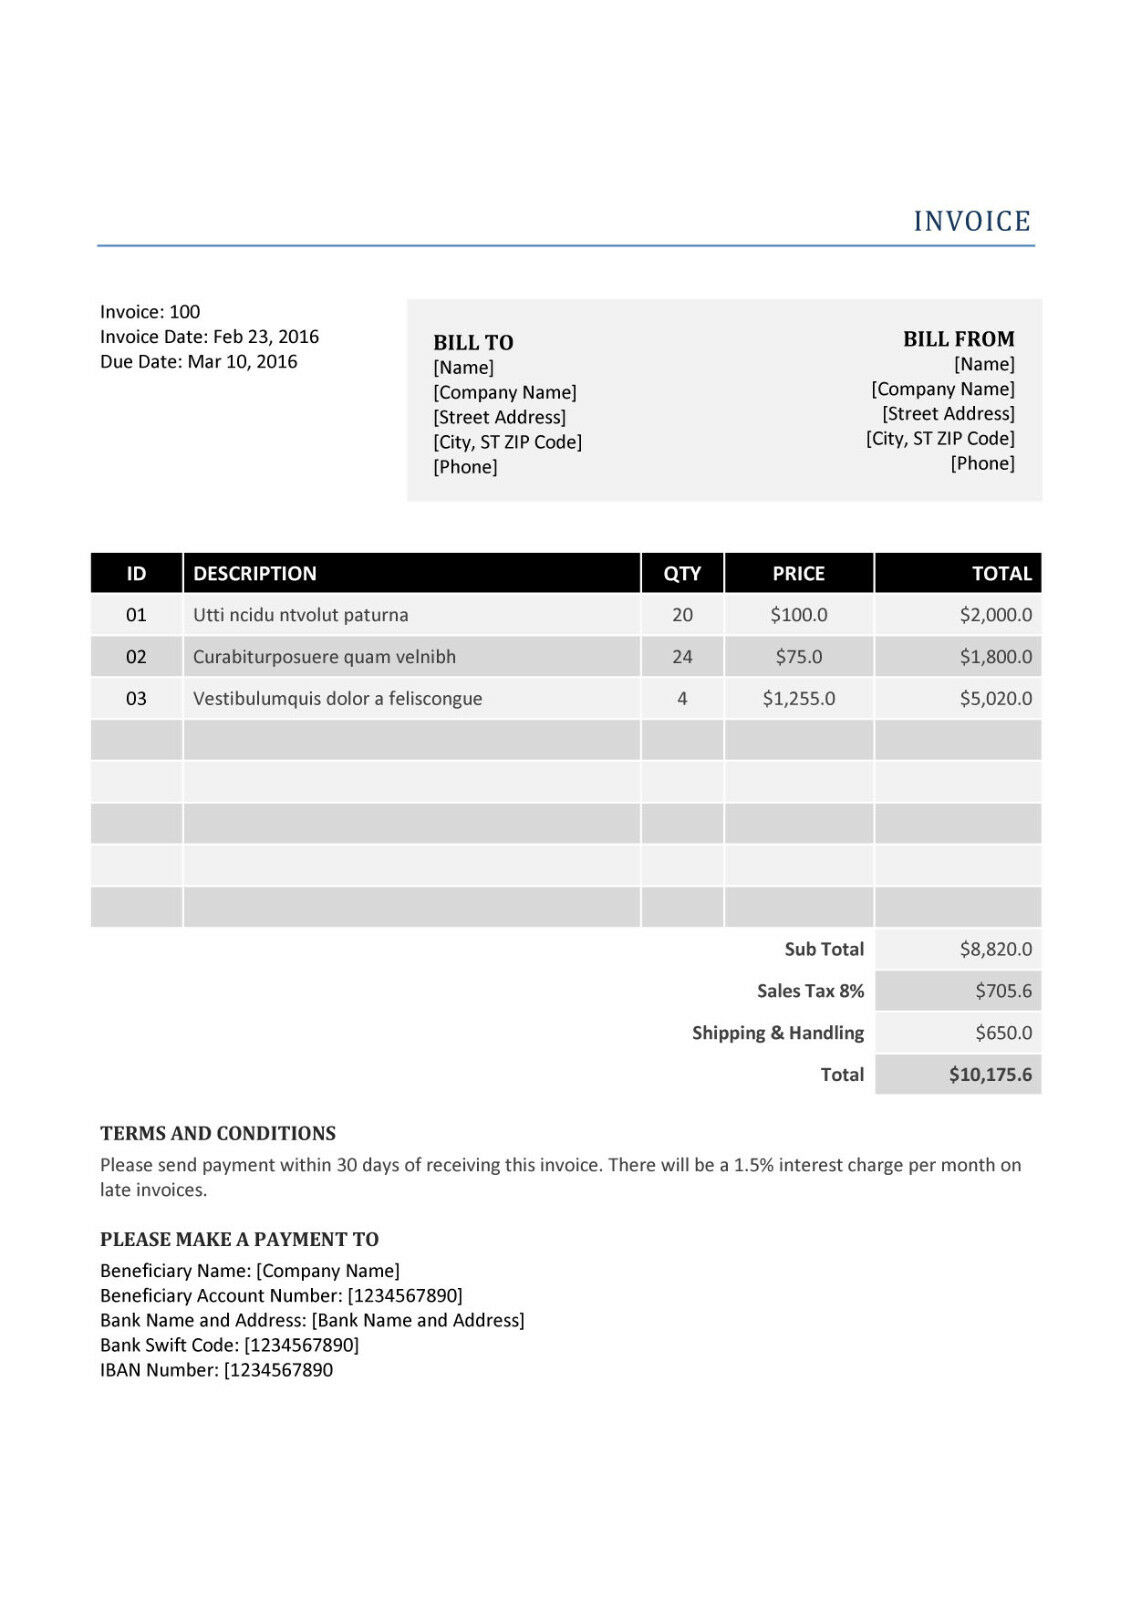 INVOICE
Invoice: 100
Invoice Date: Feb 23, 2016
Due Date: Mar 10, 2016
BILL TO
[Name]
[Company Name]
[Street Address]
[City, ST ZIP Code]
[Phone]
BILL FROM
[Name]
[Company Name]
[Street Address]
[City, ST ZIP Code]
[Phone]
ID DESCRIPTION QTY PRICE TOTAL
01 Utti ncidu ntvolut paturna 20 $100.0 $2,000.0
02 Curabiturposuere quam velnibh 24 $75.0 $1,800.0
03 Vestibulumquis dolor a feliscongue 4 $1,255.0 $5,020.0
Sub Total $8,820.0
Sales Tax 8% $705.6
Shipping & Handling $650.0
Total $10,175.6
TERMS AND CONDITIONS
Please send payment within 30 days of receiving this invoice. There will be a 1.5% interest charge per month on
late invoices.
PLEASE MAKE A PAYMENT TO
Beneficiary Name: [Company Name]
Beneficiary Account Number: [1234567890]
Bank Name and Address: [Bank Name and Address]
Bank Swift Code: [1234567890]
IBAN Number: [1234567890